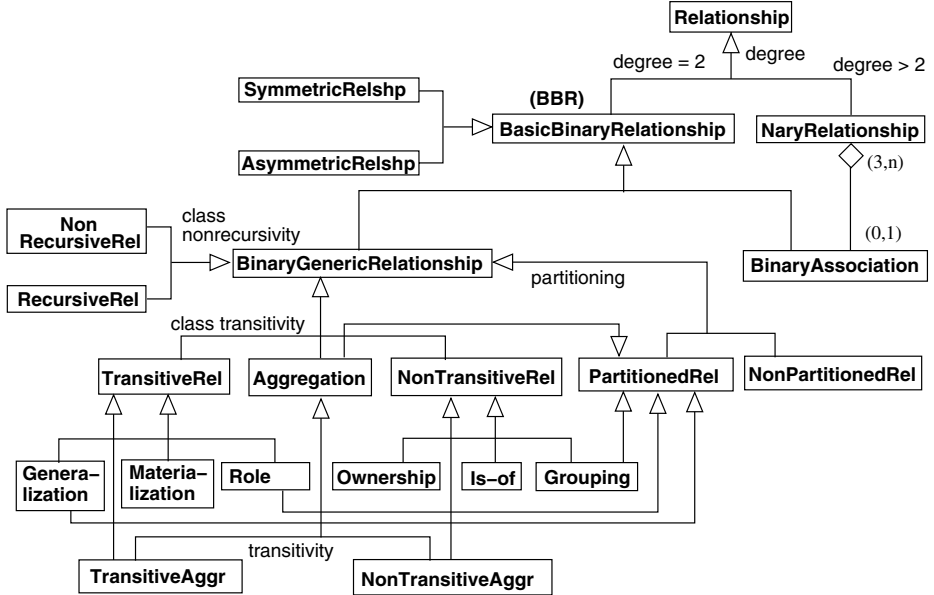 Relationship
degree = 2
degree
degree > 2
SymmetricRelshp
(BBR)
BasicBinaryRelationship
NaryRelationship
AsymmetricRelshp
(3,n)
Non
RecursiveRel
class
nonrecursivity
(0,1)
BinaryGenericRelationship
BinaryAssociation
partitioning
RecursiveRel
class transitivity
TransitiveRel
Aggregation
NonTransitiveRel
PartitionedRel
NonPartitionedRel
Genera-
lization
Materia-
lization
Role
Ownership
Is-of
Grouping
transitivity
TransitiveAggr
NonTransitiveAggr